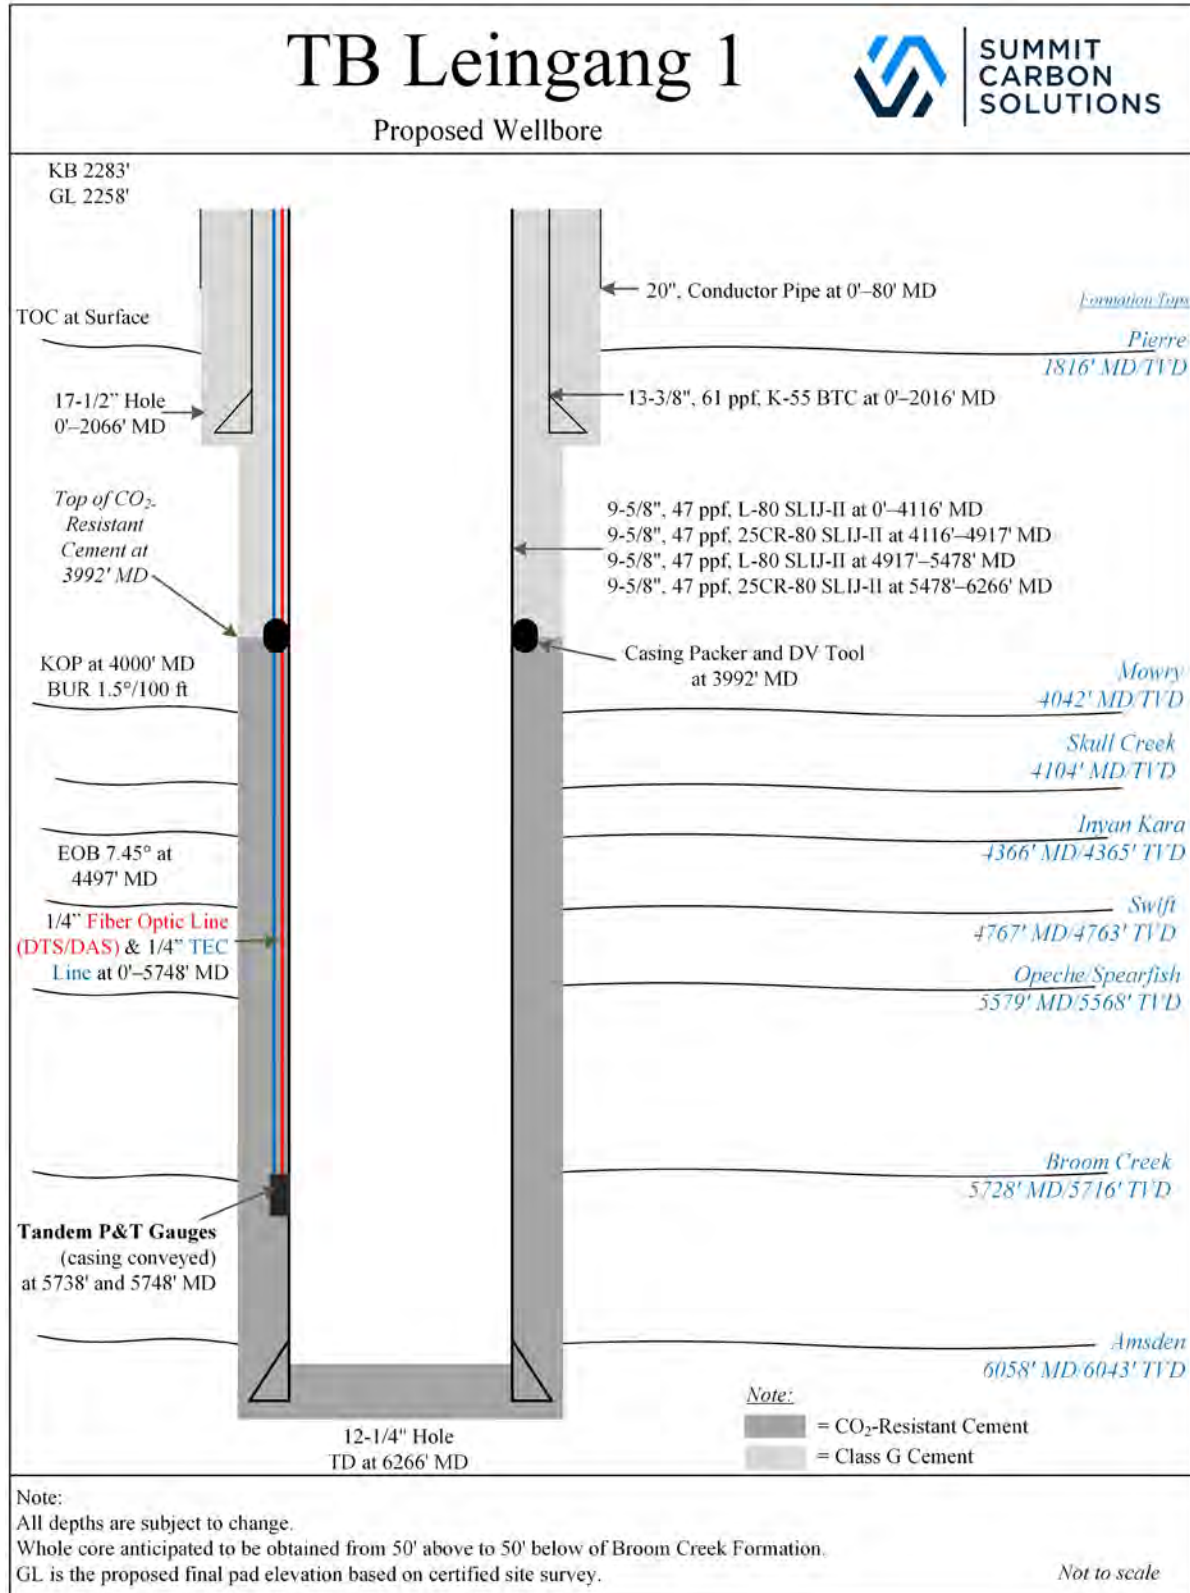 TB Leingang 1
Proposed Wellbore
SUMMIT
CARBON
SOLUTIONS
KB 2283'
GL 2258'
20", Conductor Pipe at 0'–80' MD
Formation Tops
TOC at Surface
Pierre
1816' MD/TVD
17-1/2” Hole
0'–2066' MD
13-3/8", 61 ppf, K-55 BTC at 0'–2016' MD
Top of CO₂-
Resistant
Cement at
3992' MD
9-5/8", 47 ppf, L-80 SLIJ-II at 0'–4116' MD
9-5/8", 47 ppf, 25CR-80 SLIJ-II at 4116'–4917' MD
9-5/8", 47 ppf, L-80 SLIJ-II at 4917'–5478' MD
9-5/8", 47 ppf, 25CR-80 SLIJ-II at 5478'–6266' MD
Casing Packer and DV Tool
at 3992' MD
KOP at 4000' MD
BUR 1.5°/100 ft
Mowry
4042' MD/TVD
Skull Creek
4104' MD/TVD
Inyan Kara
4366' MD/4365' TVD
EOB 7.45° at
4497' MD
Swift
4767' MD/4763' TVD
1/4” Fiber Optic Line
(DTS/DAS) & 1/4” TEC
Line at 0'–5748' MD
Opeche/Spearfish
5579' MD/5568' TVD
Broom Creek
5728' MD/5716' TVD
Tandem P&T Gauges
(casing conveyed)
at 5738' and 5748' MD
Amsden
6058' MD/6043' TVD
Note:
= CO₂-Resistant Cement
= Class G Cement
12-1/4" Hole
TD at 6266' MD
Note:
All depths are subject to change.
Whole core anticipated to be obtained from 50' above to 50' below of Broom Creek Formation.
GL is the proposed final pad elevation based on certified site survey.
Not to scale